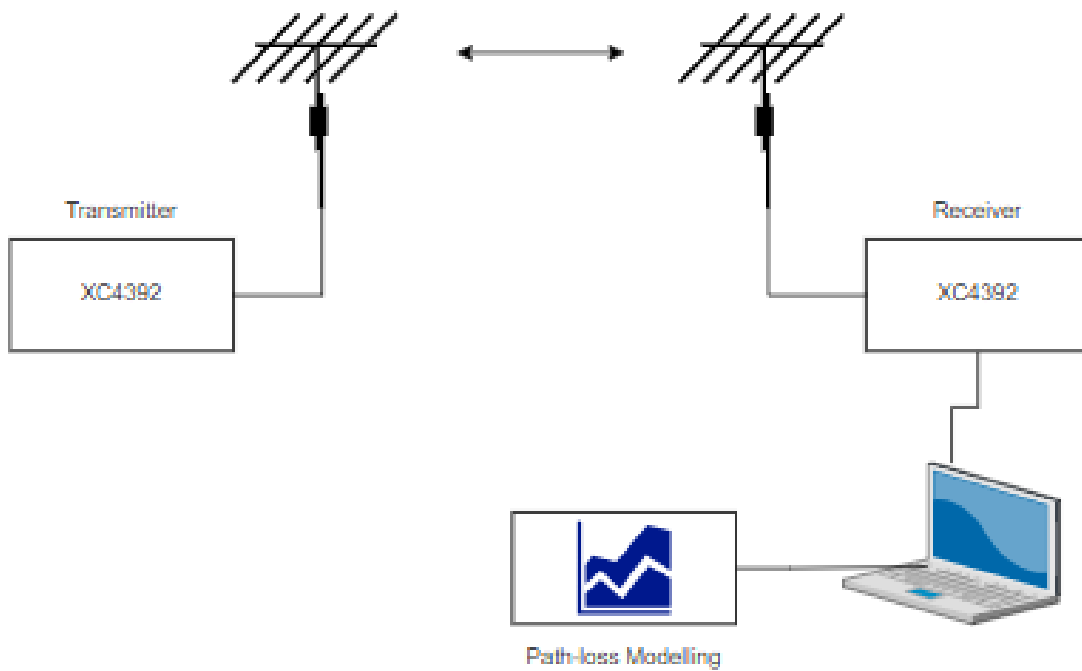 Transmitter
Receiver
XC4392
XC4392
Path-loss Modelling